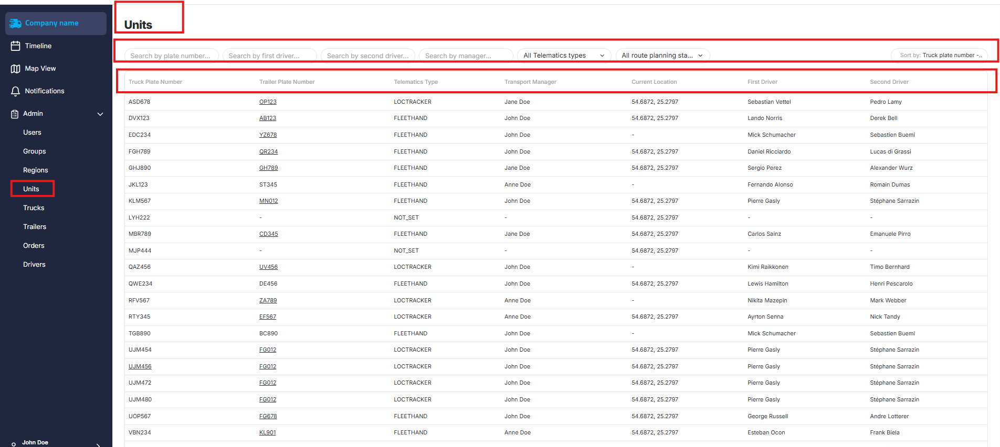 Company name
Timeline
Map View
Notifications
Admin
Users
Groups
Regions
Units
Trucks
Trailers
Orders
Drivers
John Doe
Units
Search by plate number... Search by first driver... Search by second driver... Search by manager... All Telematics types All route planning sta... Sort by: Truck plate number -..
Truck Plate Number Trailer Plate Number Telematics Type Transport Manager Current Location First Driver Second Driver
ASD678 OP123 LOCTRACKER Jane Doe 54.6872, 25.2797 Sebastian Vettel Pedro Lamy
DVX123 AB123 FLEETHAND John Doe 54.6872, 25.2797 Lando Norris Derek Bell
EDC234 YZ678 FLEETHAND John Doe - Mick Schumacher Sebastien Buemi
FGH789 QR234 FLEETHAND John Doe 54.6872, 25.2797 Daniel Ricciardo Lucas di Grassi
GHJ890 GH789 FLEETHAND Jane Doe 54.6872, 25.2797 Sergio Perez Alexander Wurz
JKL123 ST345 FLEETHAND Anne Doe - Fernando Alonso Romain Dumas
KLM567 MN012 FLEETHAND John Doe 54.6872, 25.2797 Pierre Gasly Stéphane Sarrazin
LYH222 - NOT_SET - 54.6872, 25.2797 - -
MBR789 CD345 FLEETHAND Jane Doe 54.6872, 25.2797 Carlos Sainz Emanuele Pirro
MJP444 - NOT_SET - 54.6872, 25.2797 - -
QAZ456 UV456 LOCTRACKER John Doe - Kimi Raikkonen Timo Bernhard
QWE234 DE456 FLEETHAND John Doe 54.6872, 25.2797 Lewis Hamilton Henri Pescarolo
RFV567 ZA789 LOCTRACKER Anne Doe - Nikita Mazepin Mark Webber
RTY345 EF567 LOCTRACKER Anne Doe 54.6872, 25.2797 Ayrton Senna Nick Tandy
TGB890 BC890 FLEETHAND John Doe - Mick Schumacher Sebastien Buemi
UJM454 FG012 LOCTRACKER John Doe 54.6872, 25.2797 Pierre Gasly Stéphane Sarrazin
UJM456 FG012 LOCTRACKER John Doe 54.6872, 25.2797 Pierre Gasly Stéphane Sarrazin
UJM472 FG012 LOCTRACKER John Doe 54.6872, 25.2797 Pierre Gasly Stéphane Sarrazin
UJM480 FG012 LOCTRACKER John Doe 54.6872, 25.2797 Pierre Gasly Stéphane Sarrazin
UOP567 FG678 FLEETHAND John Doe 54.6872, 25.2797 George Russell Andre Lotterer
VBN234 KL901 FLEETHAND Anne Doe 54.6872, 25.2797 Esteban Ocon Frank Biela